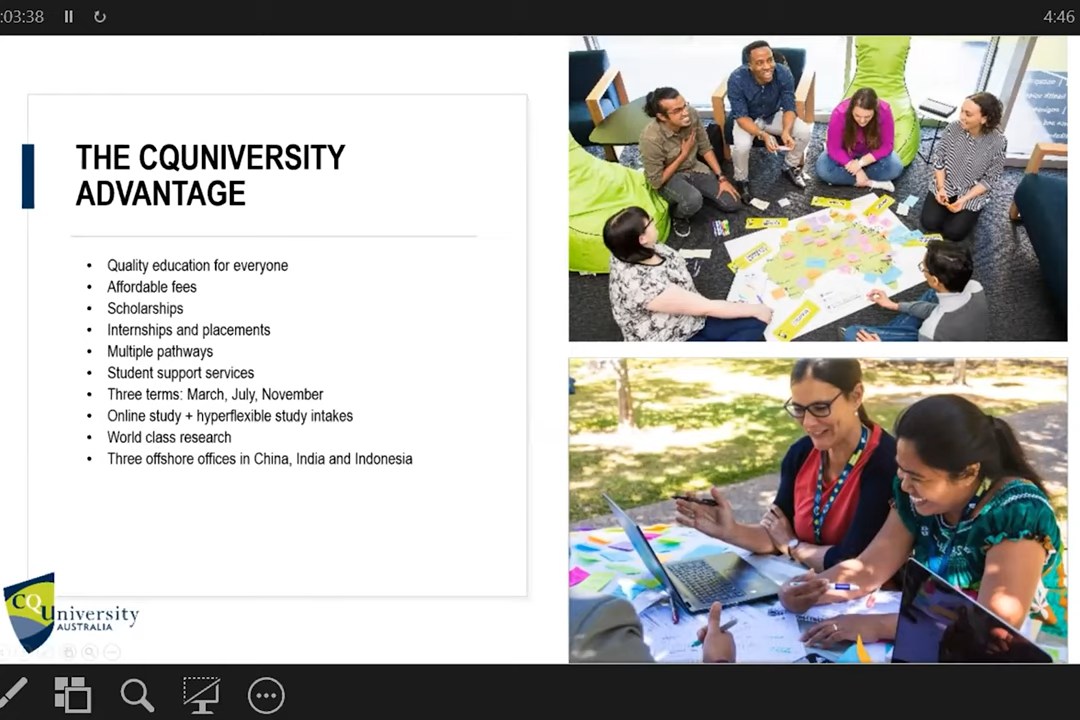 :03:38
4:46
THE CQUNIVERSITY
ADVANTAGE
• Quality education for everyone
• Affordable fees
• Scholarships
• Internships and placements
• Multiple pathways
• Student support services
• Three terms: March, July, November
• Online study + hyperflexible study intakes
• World class research
• Three offshore offices in China, India and Indonesia
CQUniversity
AUSTRALIA